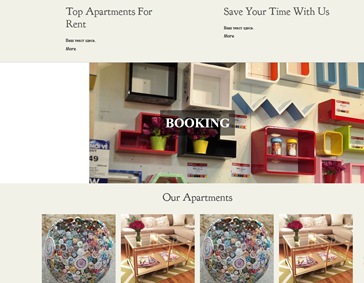 Top Apartments For
Rent
Ваш текст здесь.
More
Save Your Time With Us
Ваш текст здесь.
More
BOOKING
49
Our Apartments